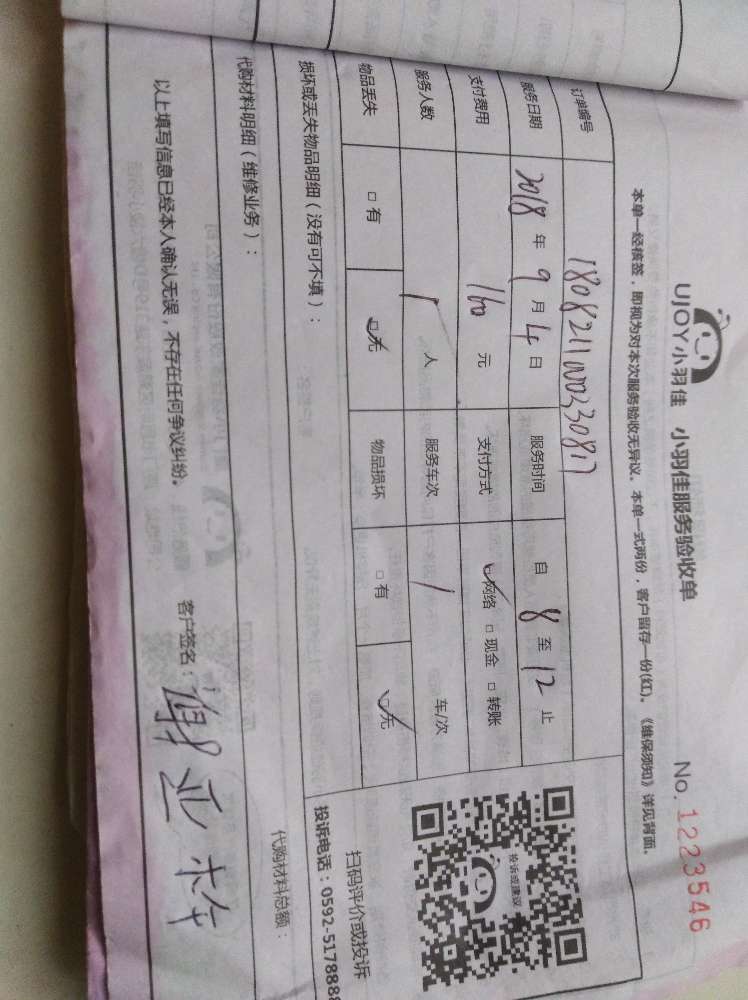 UJOY小羽佳 小羽佳服务验收单 No. 1223546
本单一经核签，即视为对本次服务验收无异议。本单一式两份，客户留存一份(红)。《维保须知》详见背面。
订单编号 180821100023081
服务日期 2018 年 9 月 4 日 服务时间 自 8 至 12 止
支付费用 160 元 支付方式 ☑网络 □现金 □转账
服务人数 1 人 服务车次 1 车/次
物品丢失 □有 ☑无 物品损坏 □有 ☑无
损坏或丢失物品明细（没有可不填）：
投诉或建议
扫码评价或投诉
投诉电话：0592-5178888
代购材料明细（维修业务）： 代购材料总额：
以上填写信息已经本人确认无误，不存在任何争议纠纷。 客户签名：